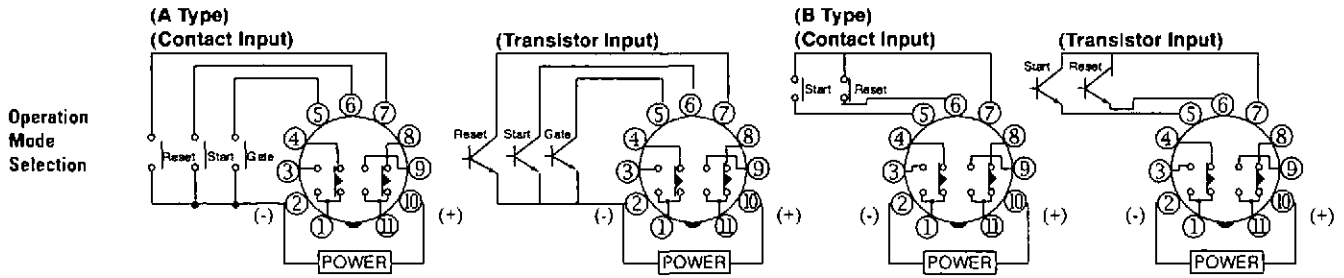 (A Type)
(Contact Input)
(Transistor Input)
(B Type)
(Contact Input)
(Transistor Input)
Operation
Mode
Selection
Reset Start Gate
⑤ ⑥ ⑦
④ ⑧
③ ⑨
② ⑩
① ⑪
(-) (+)
POWER
Reset Start Gate
⑤ ⑥ ⑦
④ ⑧
③ ⑨
② ⑩
① ⑪
(-) (+)
POWER
Start Reset
⑤ ⑥ ⑦
④ ⑧
③ ⑨
② ⑩
① ⑪
(-) (+)
POWER
Start Reset
⑤ ⑥ ⑦
④ ⑧
③ ⑨
② ⑩
① ⑪
(-) (+)
POWER